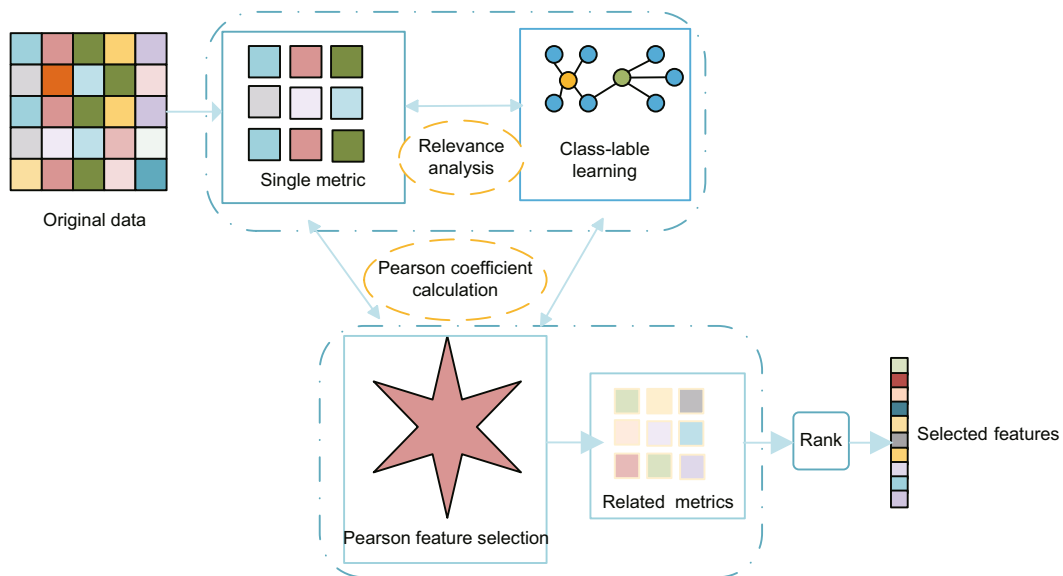 Original data
Single metric
Relevance
analysis
Class-lable
learning
Pearson coefficient
calculation
Pearson feature selection
Related metrics
Rank
Selected features